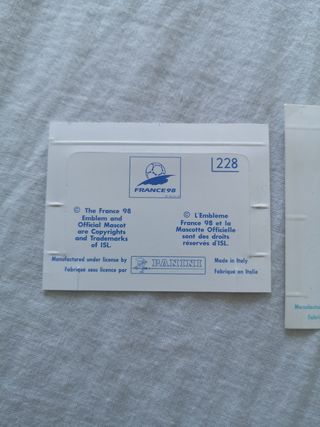 228
FRANCE 98
© The France 98
Emblem and
Official Mascot
are Copyrights
and Trademarks
of ISL.
© L'Emblème
France 98 et la
Mascotte Officielle
sont des droits
réservés d'ISL.
Manufactured under license by
Fabriqué sous licence par
PANINI
Made in Italy
Fabriqué en Italie